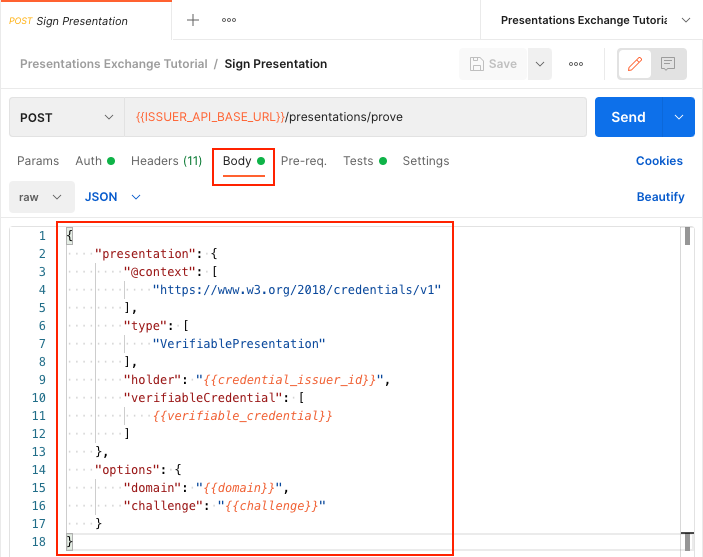 POST Sign Presentation
Presentations Exchange Tutoria
Presentations Exchange Tutorial / Sign Presentation
Save
POST
{{ISSUER_API_BASE_URL}}/presentations/prove
Send
Params Auth Headers (11) Body Pre-req. Tests Settings Cookies
raw JSON Beautify
1 {
2 "presentation": {
3 "@context": [
4 "https://www.w3.org/2018/credentials/v1"
5 ],
6 "type": [
7 "VerifiablePresentation"
8 ],
9 "holder": "{{credential_issuer_id}}",
10 "verifiableCredential": [
11 {{verifiable_credential}}
12 ]
13 },
14 "options": {
15 "domain": "{{domain}}",
16 "challenge": "{{challenge}}"
17 }
18 }